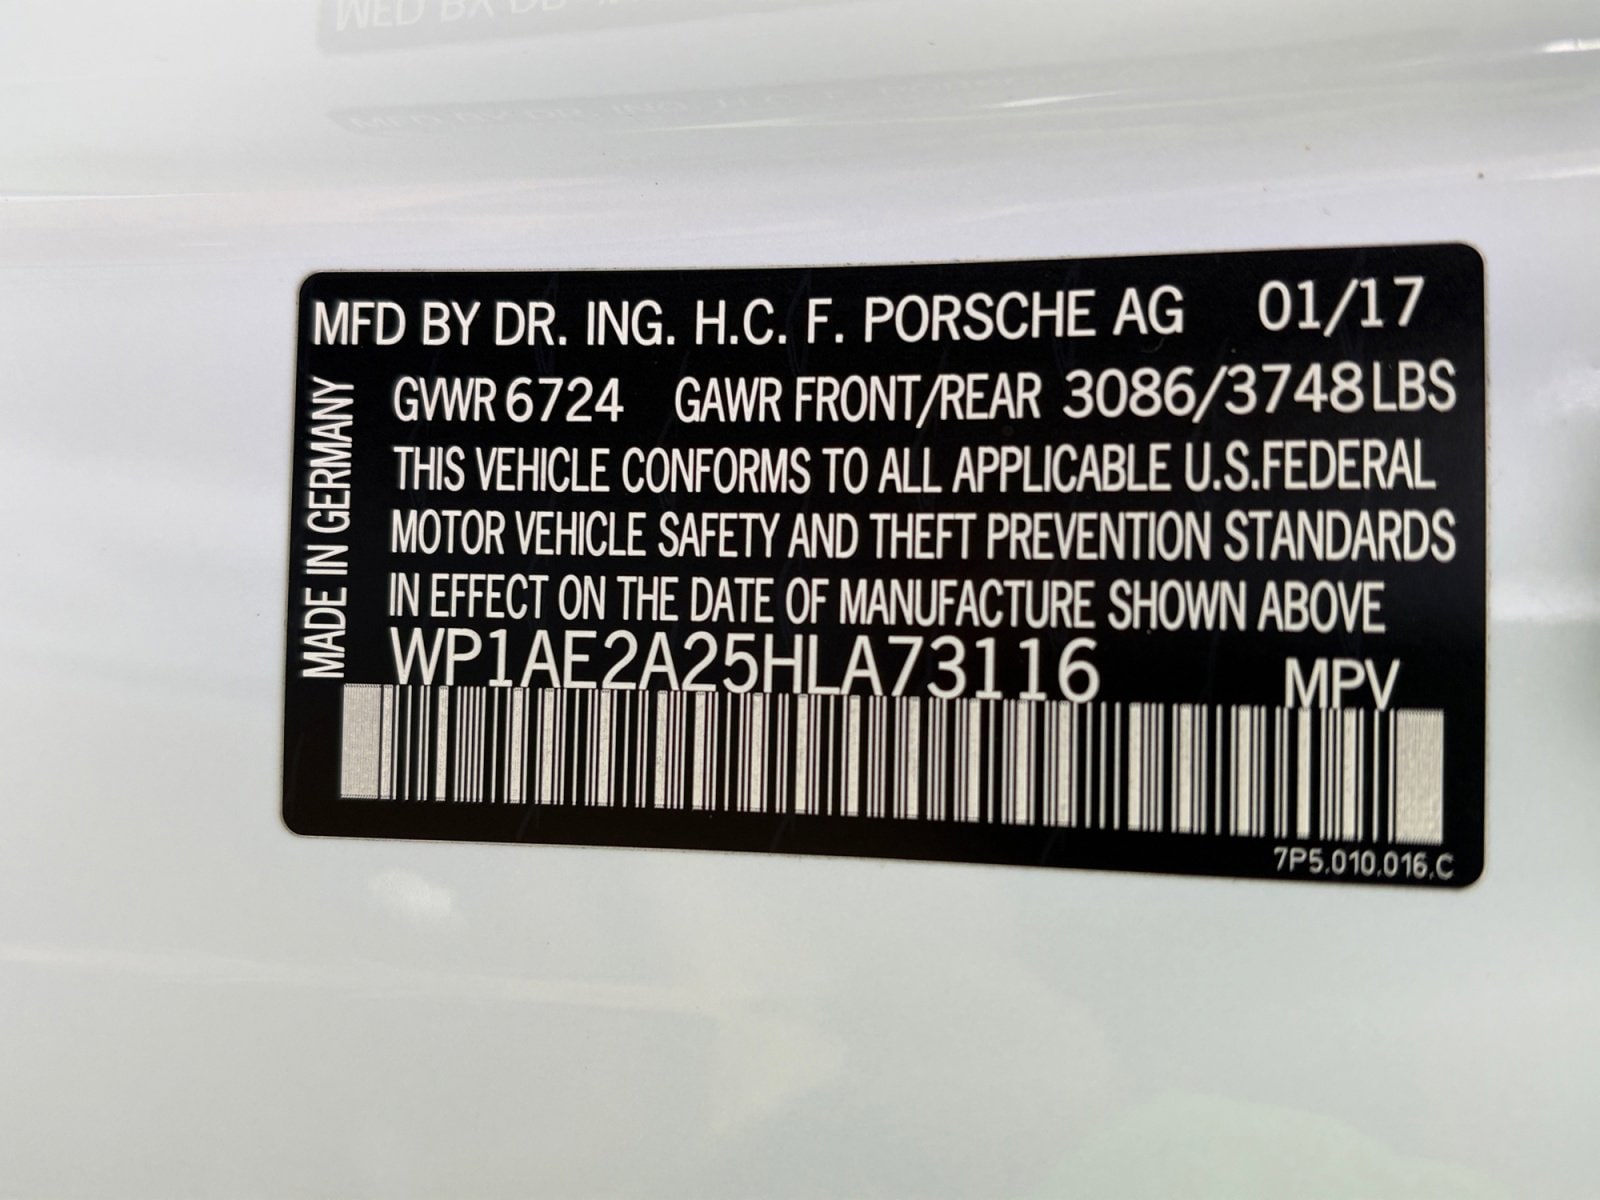 MFD BY DR. ING. H.C. F. PORSCHE AG 01/17
GVWR 6724 GAWR FRONT/REAR 3086/3748LBS
THIS VEHICLE CONFORMS TO ALL APPLICABLE U.S.FEDERAL
MOTOR VEHICLE SAFETY AND THEFT PREVENTION STANDARDS
IN EFFECT ON THE DATE OF MANUFACTURE SHOWN ABOVE
WP1AE2A25HLA73116 MPV
7P5.010.016.C
MADE IN GERMANY